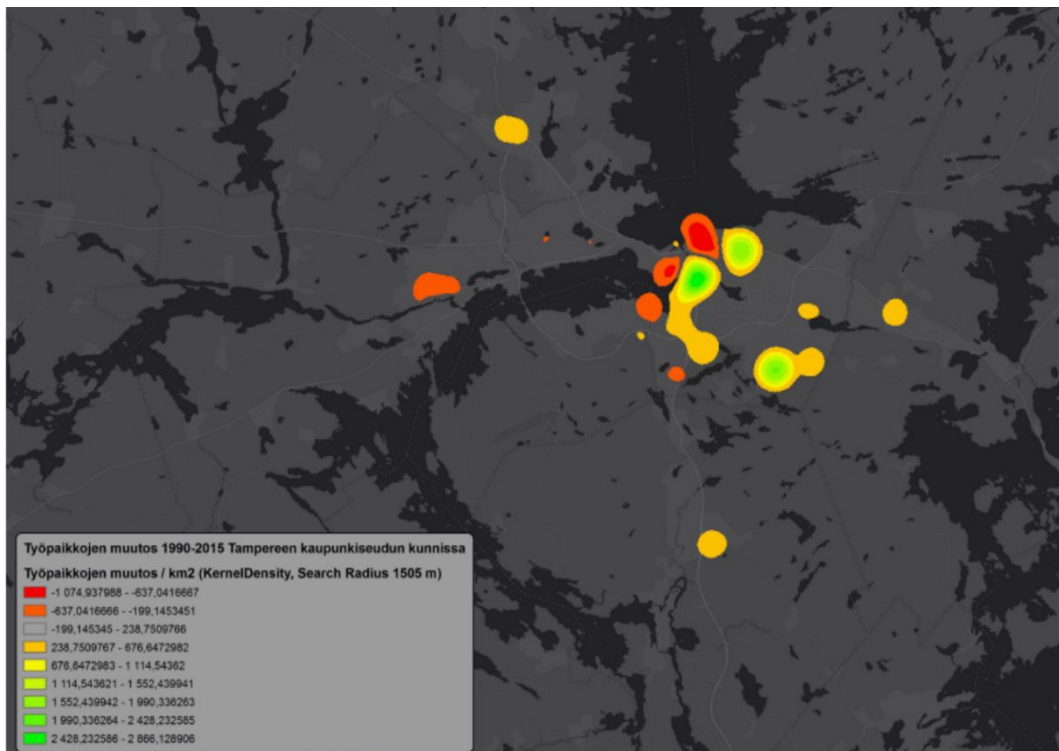 Työpaikkojen muutos 1990-2015 Tampereen kaupunkiseudun kunnissa
Työpaikkojen muutos / km2 (KernelDensity, Search Radius 1505 m)
-1 074,937988 - -637,0416667
-637,0416666 - -199,1453451
-199,145345 - 238,7509766
238,7509767 - 676,6472982
676,6472983 - 1 114,54362
1 114,543621 - 1 552,439941
1 552,439942 - 1 990,336263
1 990,336264 - 2 428,232585
2 428,232586 - 2 866,128906